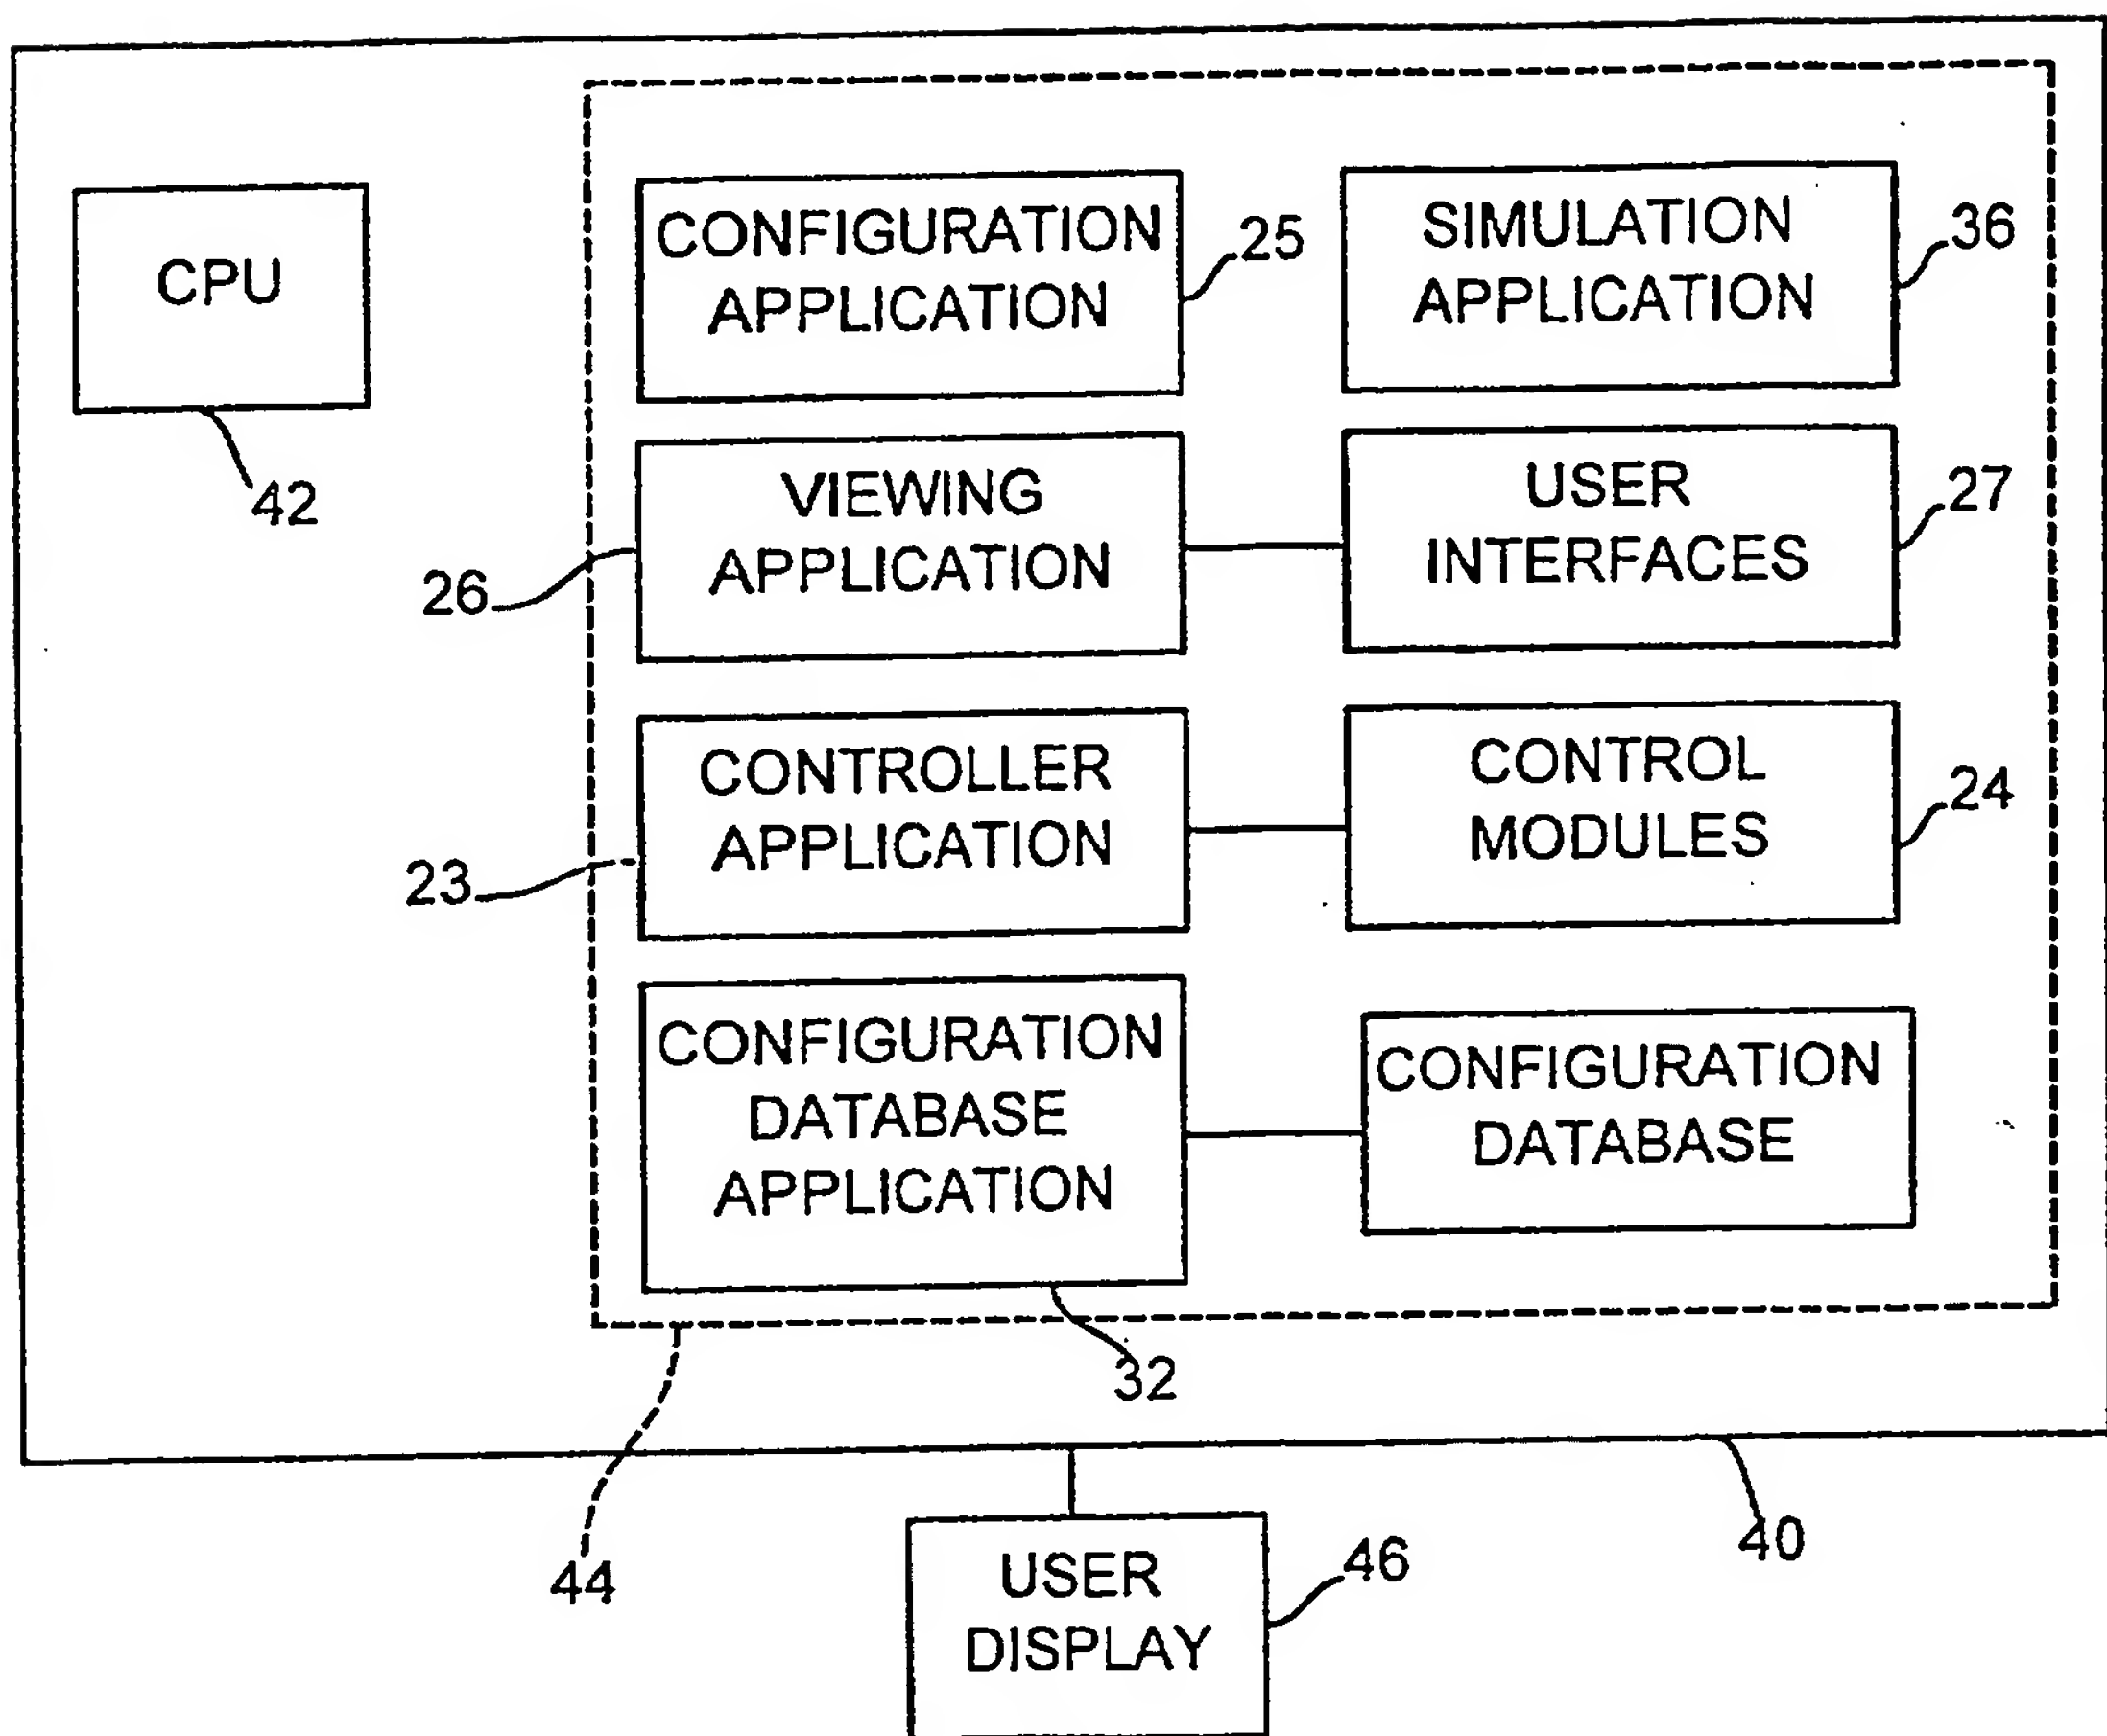 CPU
42
CONFIGURATION
APPLICATION
25
SIMULATION
APPLICATION
36
VIEWING
APPLICATION
26
USER
INTERFACES
27
CONTROLLER
APPLICATION
23
CONTROL
MODULES
24
CONFIGURATION
DATABASE
APPLICATION
32
CONFIGURATION
DATABASE
44
40
USER
DISPLAY
46